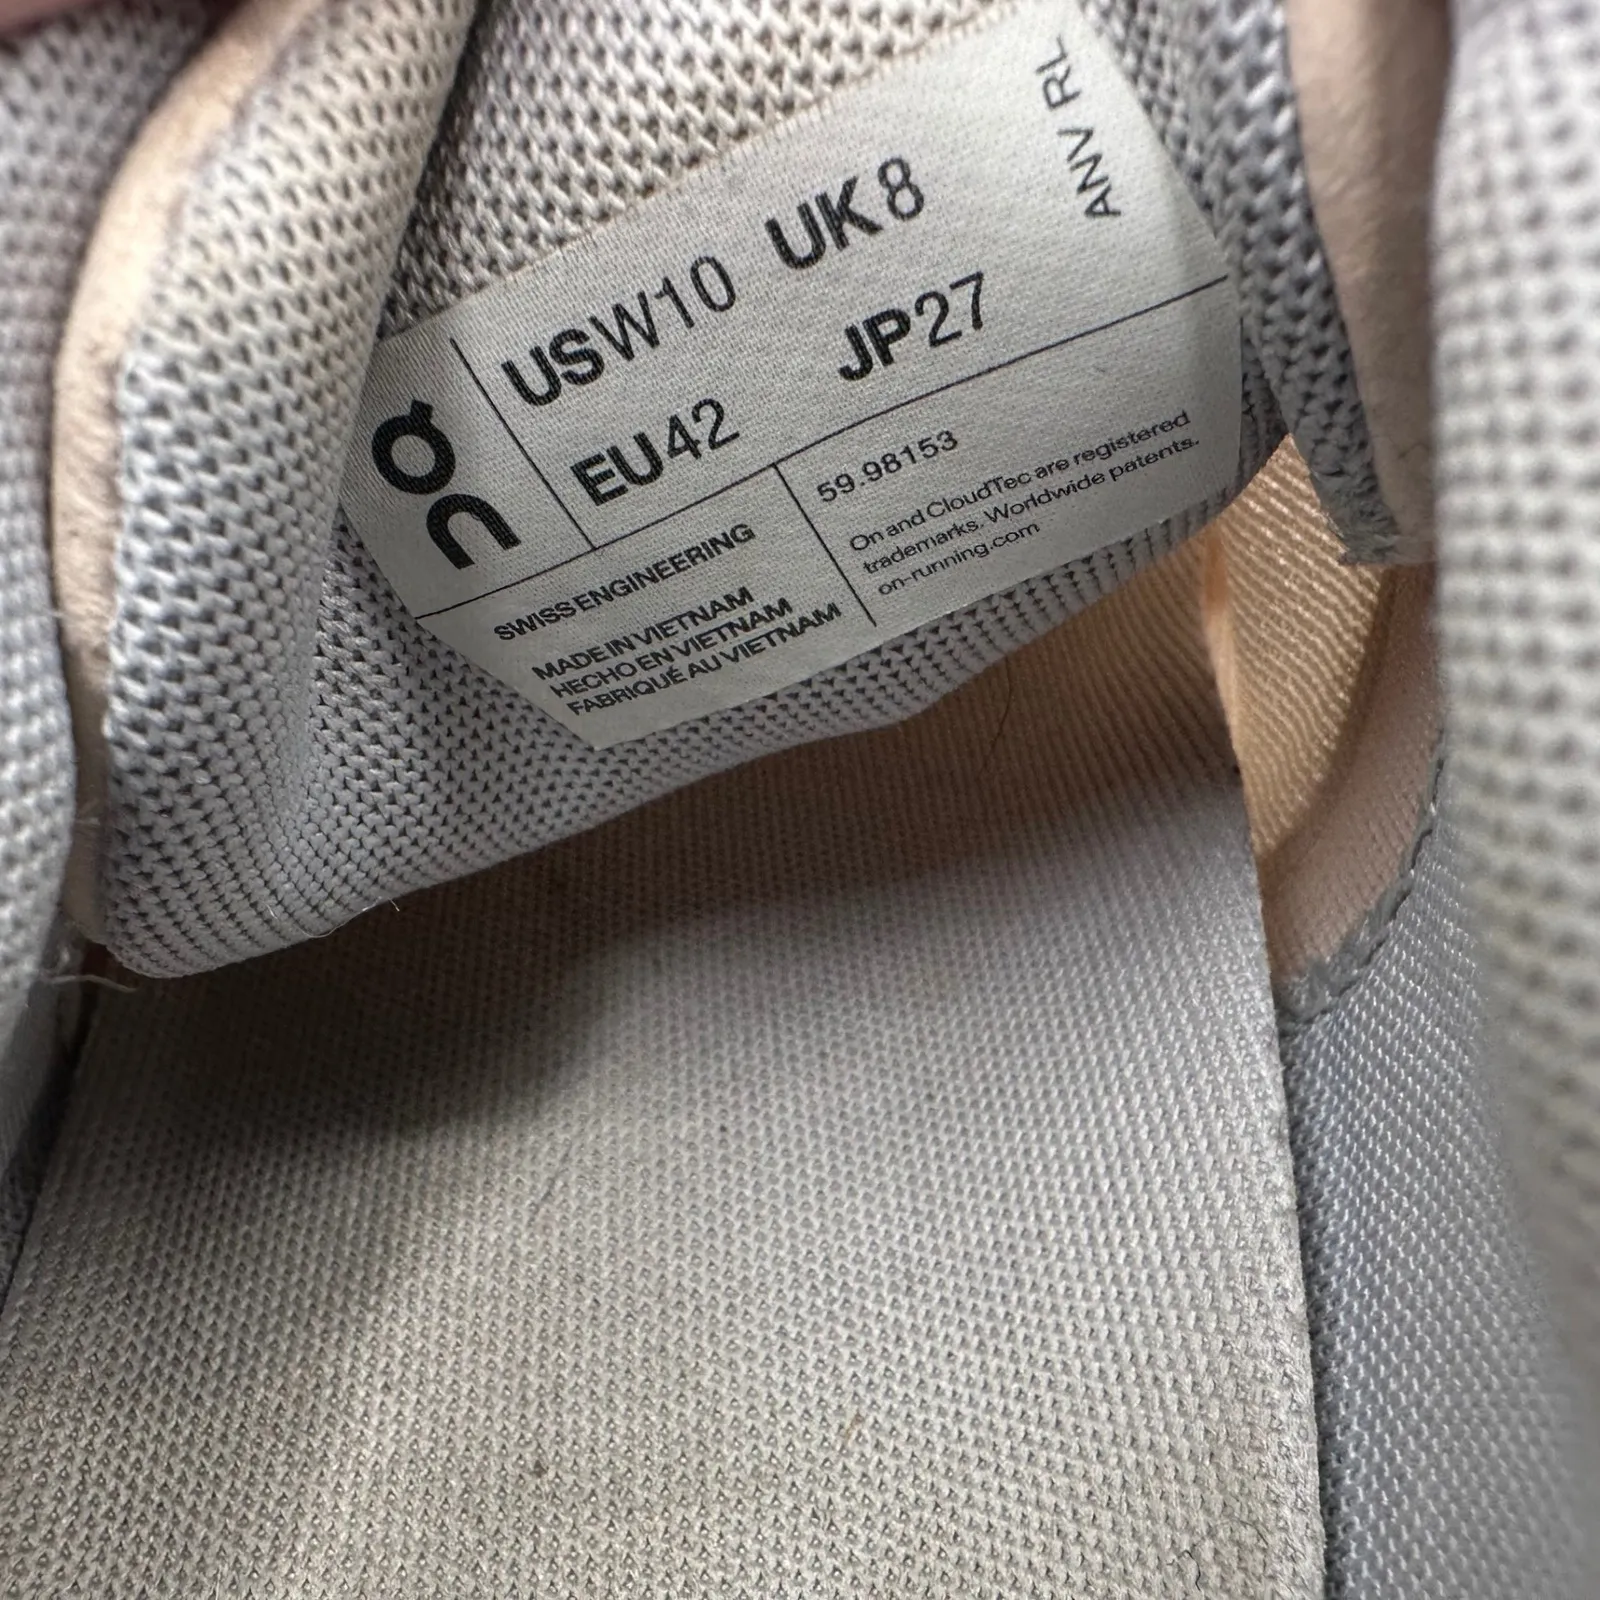 on
USW10 UK8
EU42 JP27
ANV RL
SWISS ENGINEERING
MADE IN VIETNAM
HECHO EN VIETNAM
FABRIQUÉ AU VIETNAM
59.98153
On and CloudTec are registered
trademarks. Worldwide patents.
on-running.com